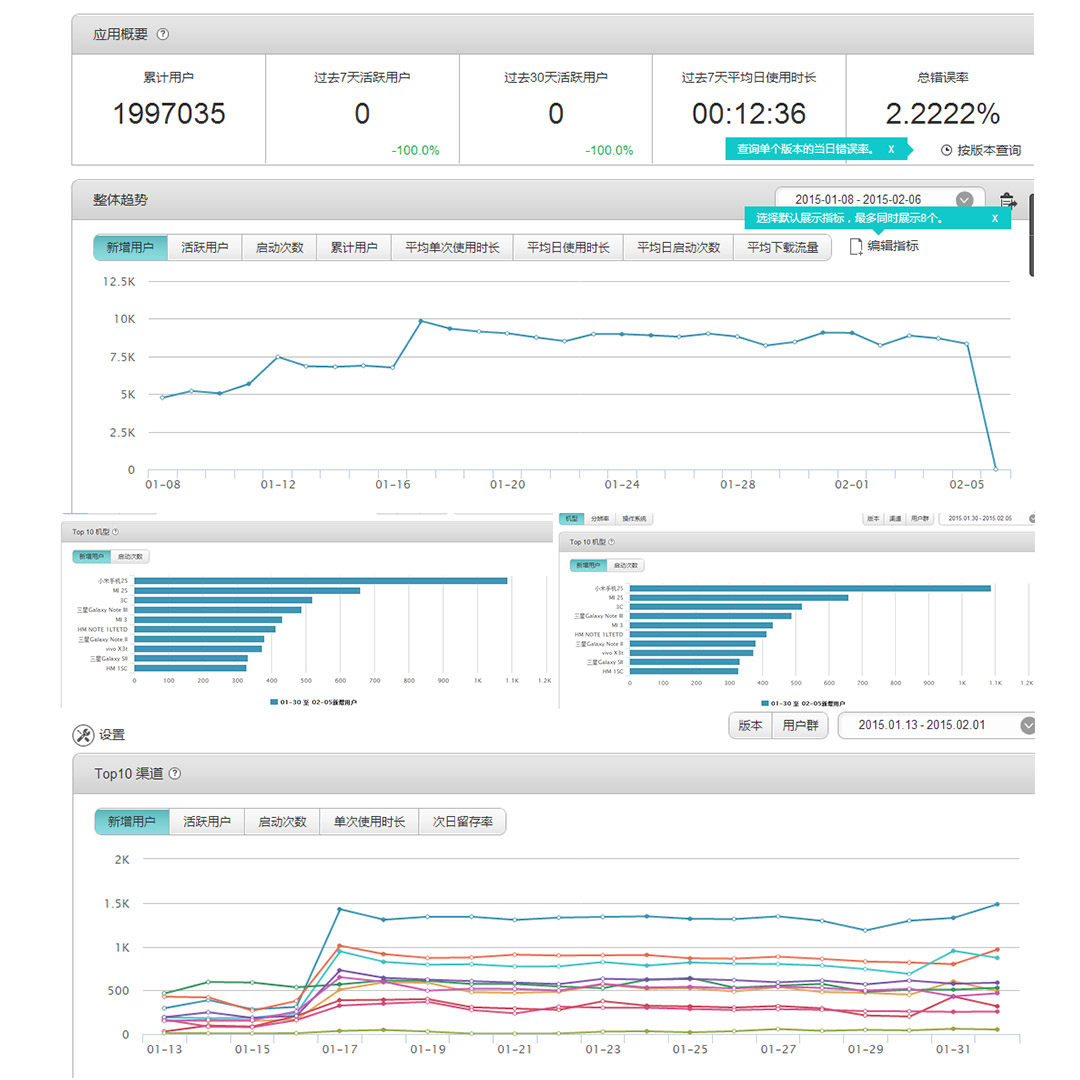 应用概要 ?
累计用户
1997035
过去7天活跃用户
0
-100.0%
过去30天活跃用户
0
-100.0%
过去7天平均日使用时长
00:12:36
总错误率
2.2222%
查询单个版本的当日错误率。 X
按版本查询
整体趋势
2015-01-08 - 2015-02-06
选择默认展示指标，最多同时展示8个。 X
新增用户 活跃用户 启动次数 累计用户 平均单次使用时长 平均日使用时长 平均日启动次数 平均下载流量
编辑指标
12.5K
10K
7.5K
5K
2.5K
0
01-08 01-12 01-16 01-20 01-24 01-28 02-01 02-05
Top 10 机型 ?
新增用户 启动次数
小米手机2S
MI 2S
3C
三星Galaxy Note III
MI 3
HM NOTE 1LTETD
三星Galaxy Note II
vivo X3t
三星Galaxy SII
HM 1SC
0 100 200 300 400 500 600 700 800 900 1K 1.1K 1.2K
01-30 至 02-05新增用户
机型 分辨率 操作系统
版本 渠道 用户群 2015.01.30 - 2015.02.05
Top 10 机型 ?
新增用户 启动次数
小米手机2S
MI 2S
3C
三星Galaxy Note III
MI 3
HM NOTE 1LTETD
三星Galaxy Note II
vivo X3t
三星Galaxy SII
HM 1SC
0 100 200 300 400 500 600 700 800 900 1K 1.1K 1.2K
01-30 至 02-05新增用户
设置
版本 用户群 2015.01.13 - 2015.02.01
Top10 渠道 ?
新增用户 活跃用户 启动次数 单次使用时长 次日留存率
2K
1.5K
1K
500
0
01-13 01-15 01-17 01-19 01-21 01-23 01-25 01-27 01-29 01-31